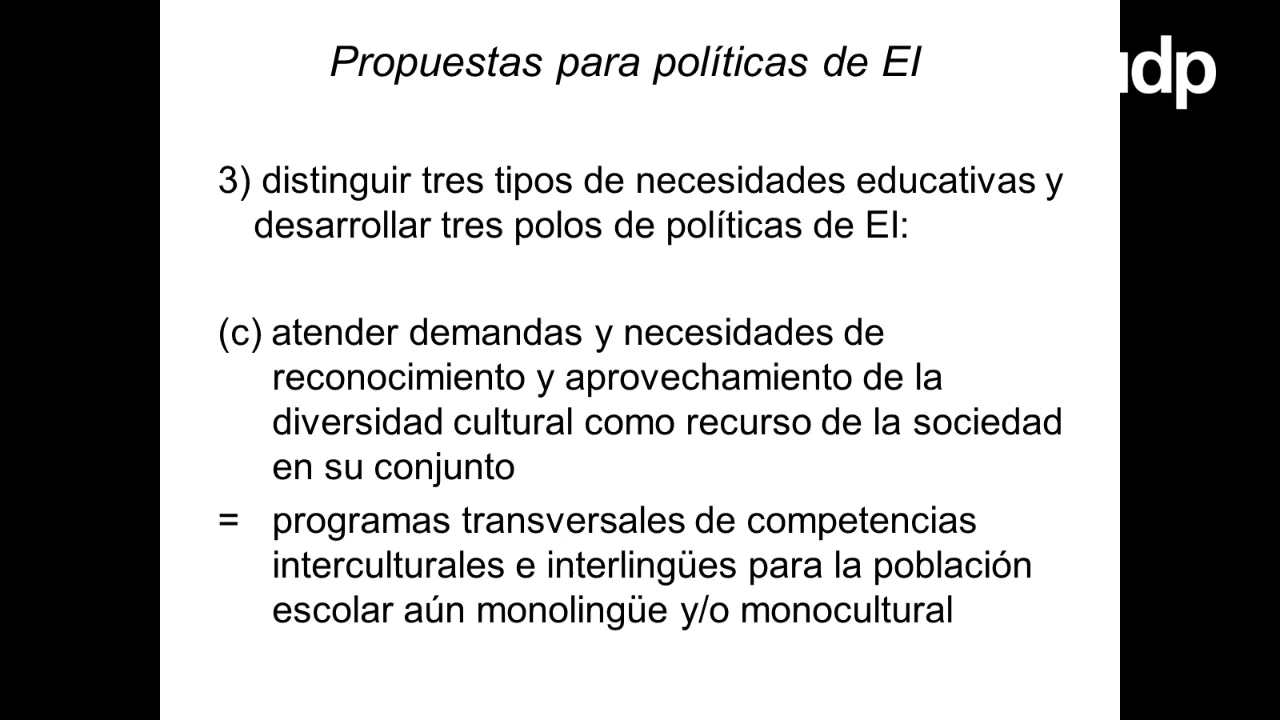 Propuestas para políticas de EI
udp
3) distinguir tres tipos de necesidades educativas y
desarrollar tres polos de políticas de EI:
(c) atender demandas y necesidades de
reconocimiento y aprovechamiento de la
diversidad cultural como recurso de la sociedad
en su conjunto
= programas transversales de competencias
interculturales e interlingües para la población
escolar aún monolingüe y/o monocultural